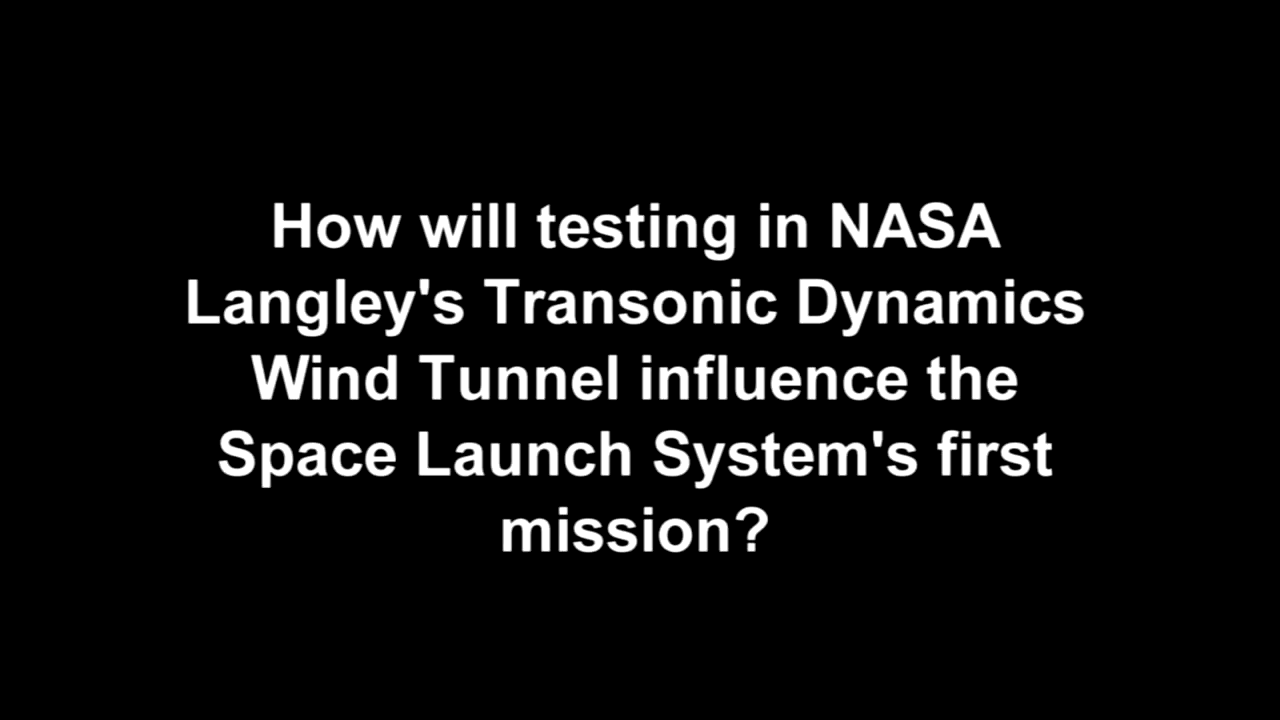 How will testing in NASA
Langley's Transonic Dynamics
Wind Tunnel influence the
Space Launch System's first
mission?